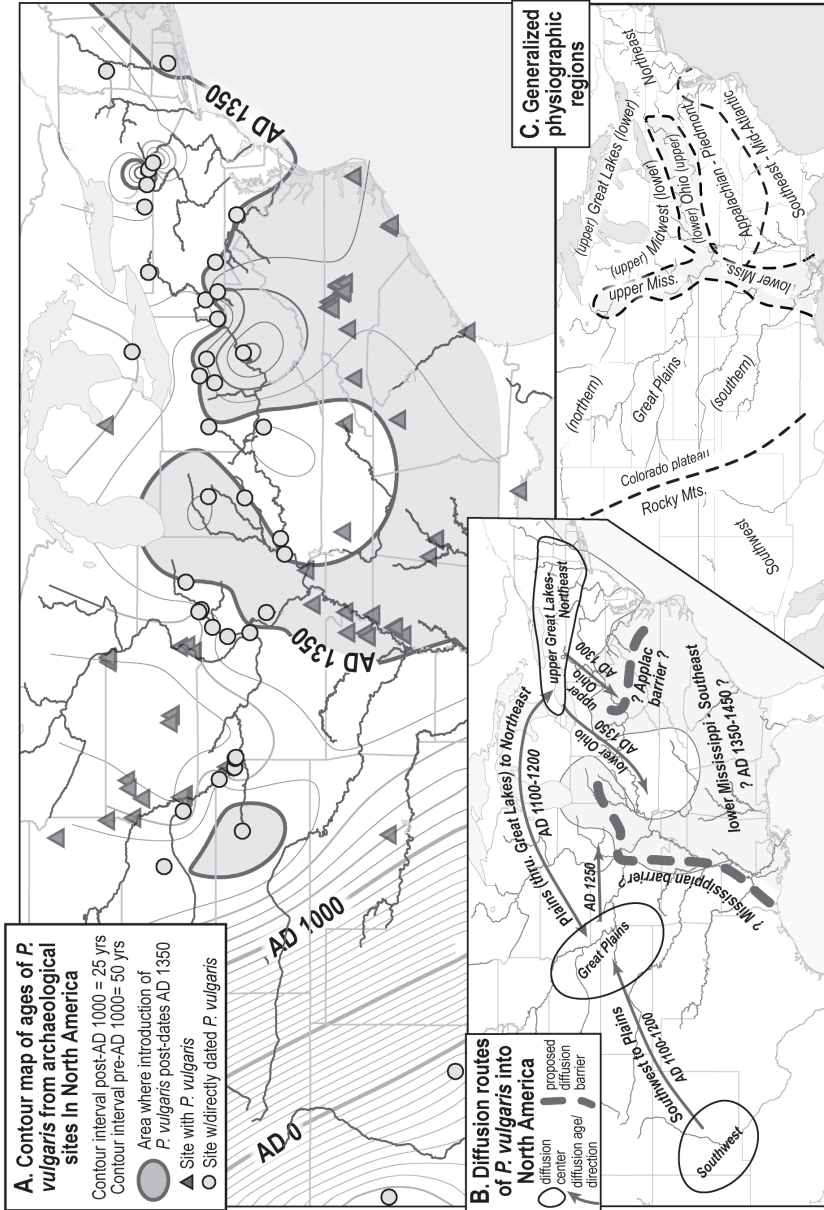 A. Contour map of ages of P.
vulgaris from archaeological
sites In North America
Contour interval post-AD 1000 = 25 yrs
Contour interval pre-AD 1000= 50 yrs
Area where introduction of
P. vulgaris post-dates AD 1350
Site with P. vulgaris
Site w/directly dated P. vulgaris
AD 0
AD 1000
AD 1350
AD 1350
B. Diffusion routes
of P. vulgaris into
North America
diffusion
center
diffusion age/
direction
proposed
diffusion
barrier
Southwest
Southwest to Plains
AD 1100-1200
Great Plains
Plains (thru. Great Lakes) to Northeast
AD 1100-1200
AD 1250
? Mississippian barrier ?
upper Great Lakes-
Northeast
upper
Ohio
AD 1300
lower Ohio
AD 1350
? Applac
barrier ?
lower Mississippi - Southeast
? AD 1350-1450 ?
C. Generalized
physiographic
regions
(northern)
Great Plains
(southern)
Colorado plateau
Rocky Mts.
Southwest
(upper) Great Lakes (lower)
Northeast
(upper) Midwest (lower)
(lower) Ohio (upper)
upper Miss.
lower Miss.
Appalachian - Piedmont
Southeast - Mid-Atlantic